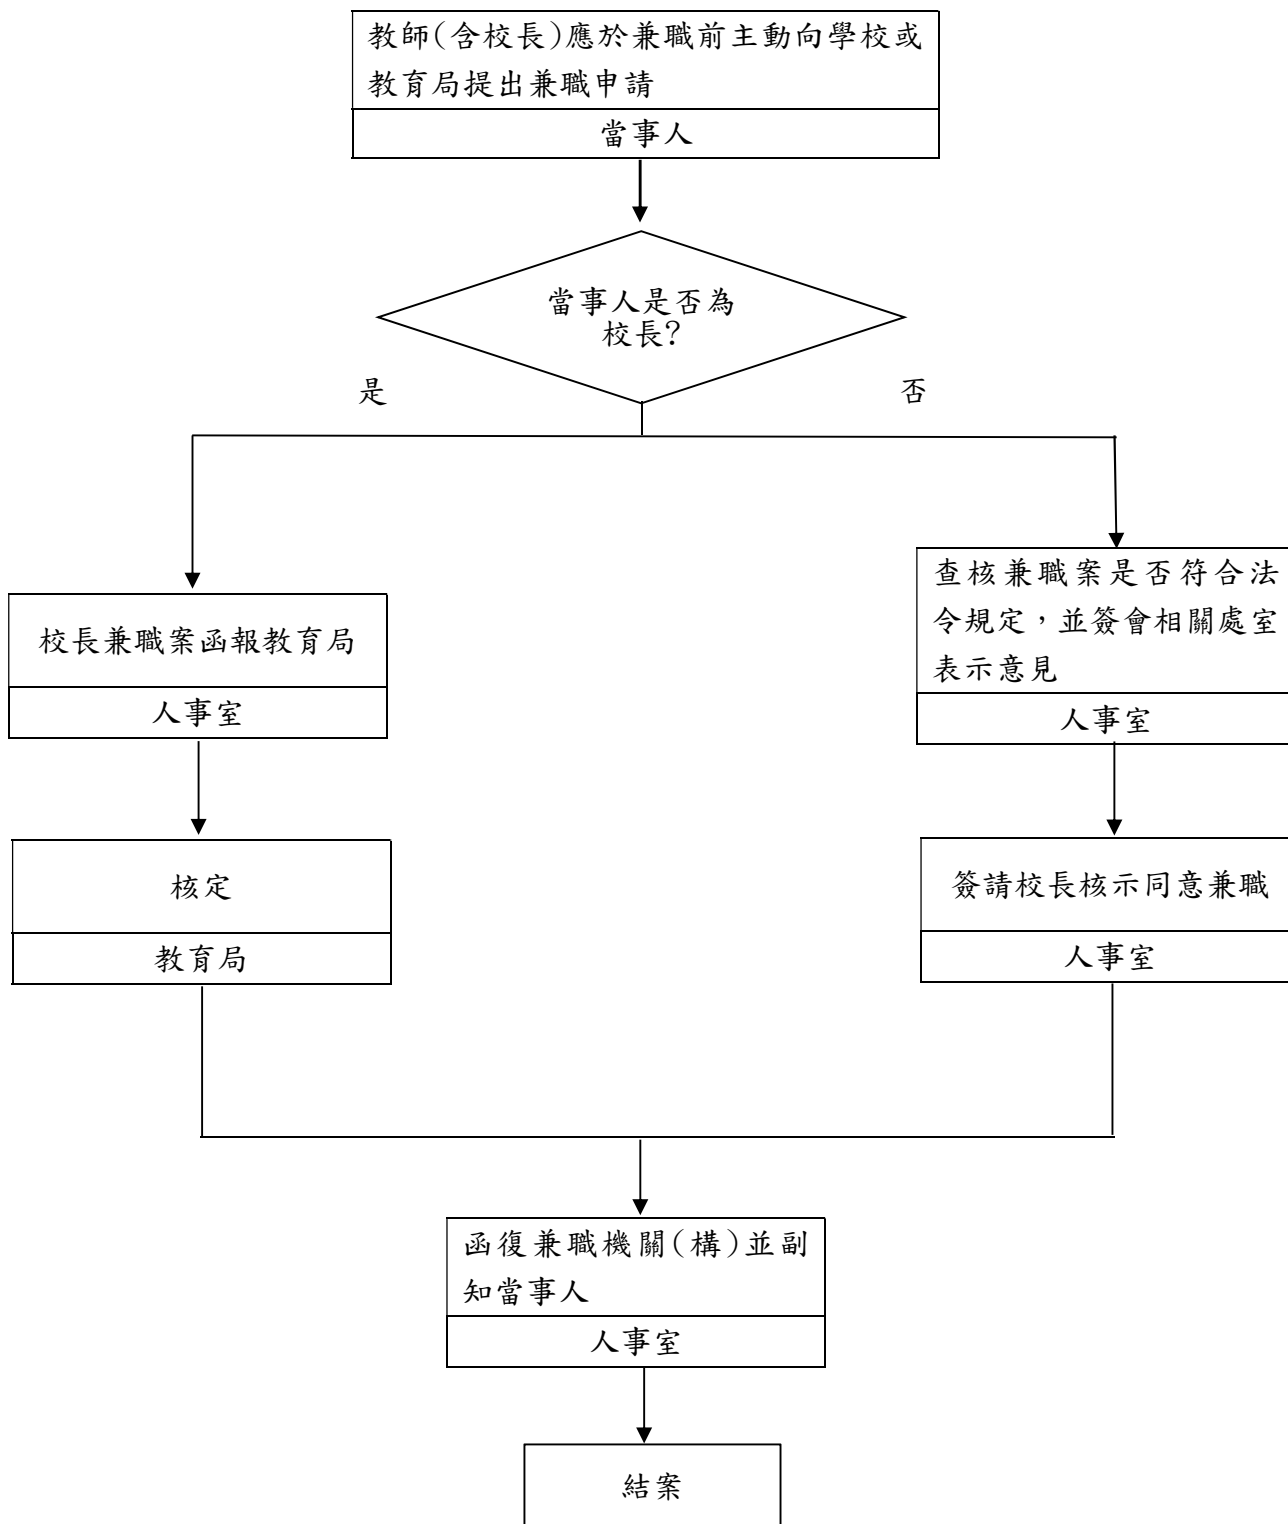 教師(含校長)應於兼職前主動向學校或
教育局提出兼職申請
當事人
當事人是否為
校長?
是
否
校長兼職案函報教育局
人事室
查核兼職案是否符合法
令規定，並簽會相關處室
表示意見
人事室
核定
教育局
簽請校長核示同意兼職
人事室
函復兼職機關(構)並副
知當事人
人事室
結案